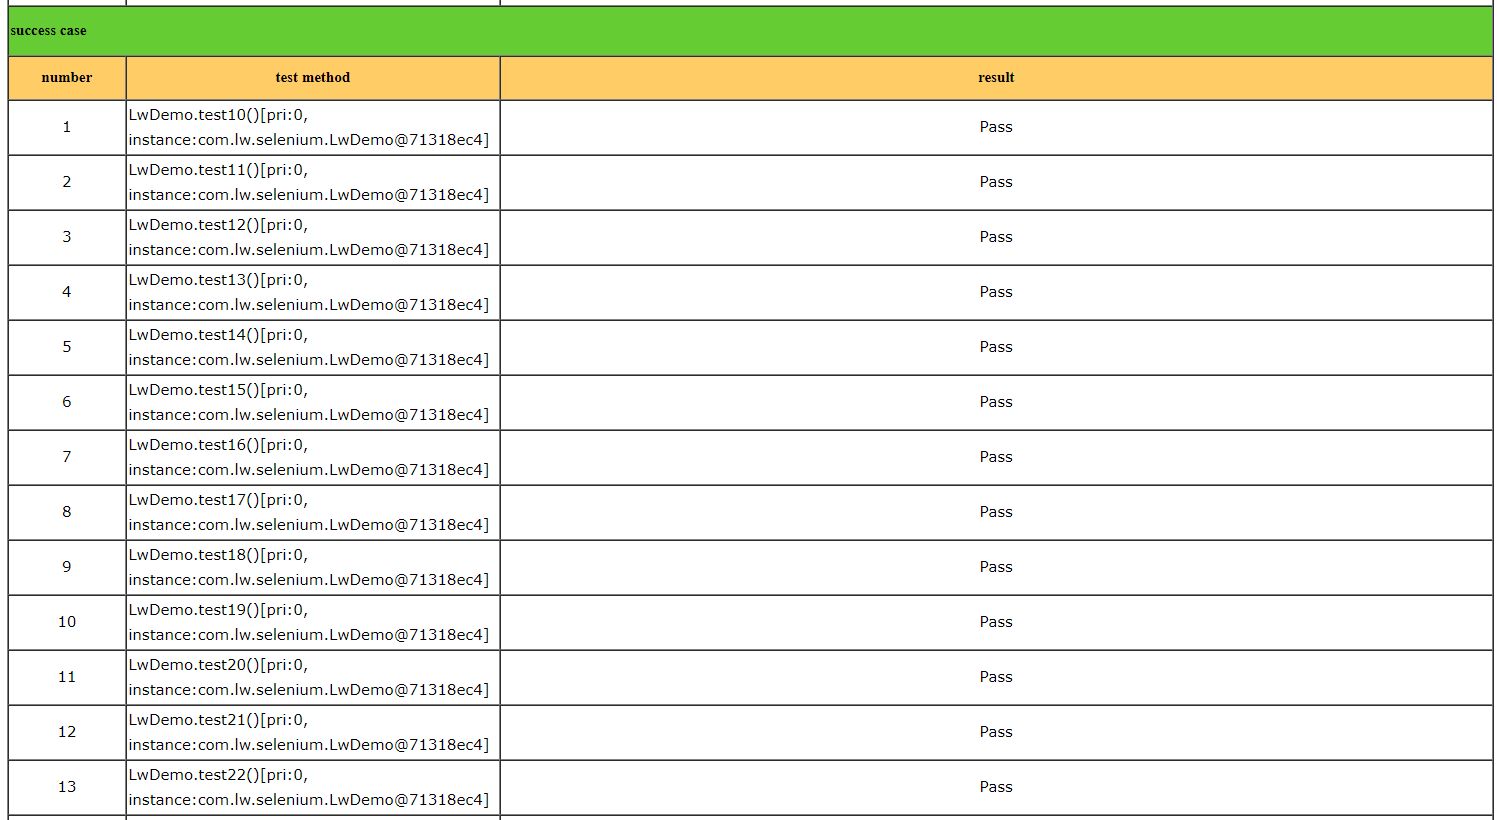 success case
number test method result
1 LwDemo.test10()[pri:0, Pass
instance:com.lw.selenium.LwDemo@71318ec4]
2 LwDemo.test11()[pri:0, Pass
instance:com.lw.selenium.LwDemo@71318ec4]
3 LwDemo.test12()[pri:0, Pass
instance:com.lw.selenium.LwDemo@71318ec4]
4 LwDemo.test13()[pri:0, Pass
instance:com.lw.selenium.LwDemo@71318ec4]
5 LwDemo.test14()[pri:0, Pass
instance:com.lw.selenium.LwDemo@71318ec4]
6 LwDemo.test15()[pri:0, Pass
instance:com.lw.selenium.LwDemo@71318ec4]
7 LwDemo.test16()[pri:0, Pass
instance:com.lw.selenium.LwDemo@71318ec4]
8 LwDemo.test17()[pri:0, Pass
instance:com.lw.selenium.LwDemo@71318ec4]
9 LwDemo.test18()[pri:0, Pass
instance:com.lw.selenium.LwDemo@71318ec4]
10 LwDemo.test19()[pri:0, Pass
instance:com.lw.selenium.LwDemo@71318ec4]
11 LwDemo.test20()[pri:0, Pass
instance:com.lw.selenium.LwDemo@71318ec4]
12 LwDemo.test21()[pri:0, Pass
instance:com.lw.selenium.LwDemo@71318ec4]
13 LwDemo.test22()[pri:0, Pass
instance:com.lw.selenium.LwDemo@71318ec4]